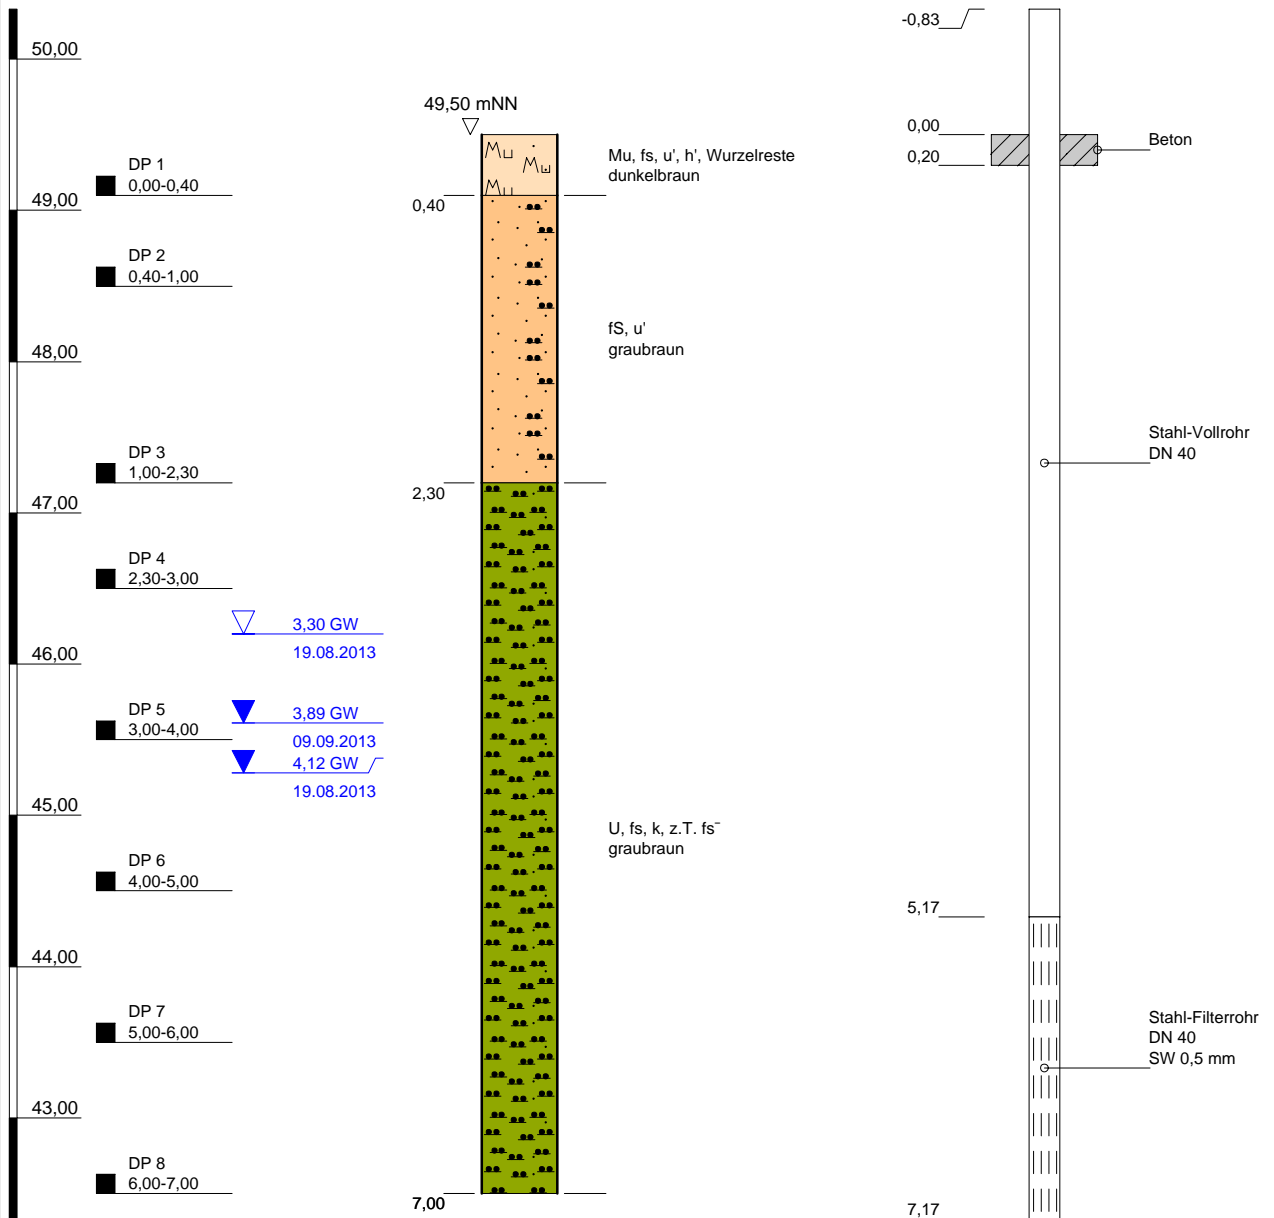 50,00
49,00
48,00
47,00
46,00
45,00
44,00
43,00
DP 1
0,00-0,40
DP 2
0,40-1,00
DP 3
1,00-2,30
DP 4
2,30-3,00
DP 5
3,00-4,00
DP 6
4,00-5,00
DP 7
5,00-6,00
DP 8
6,00-7,00
3,30 GW
19.08.2013
3,89 GW
09.09.2013
4,12 GW
19.08.2013
49,50 mNN
0,40
2,30
7,00
Mu
Mu
Mu
Mu, fs, u', h', Wurzelreste
dunkelbraun
fS, u'
graubraun
U, fs, k, z.T. fs¯
graubraun
-0,83
0,00
0,20
5,17
7,17
Beton
Stahl-Vollrohr
DN 40
Stahl-Filterrohr
DN 40
SW 0,5 mm